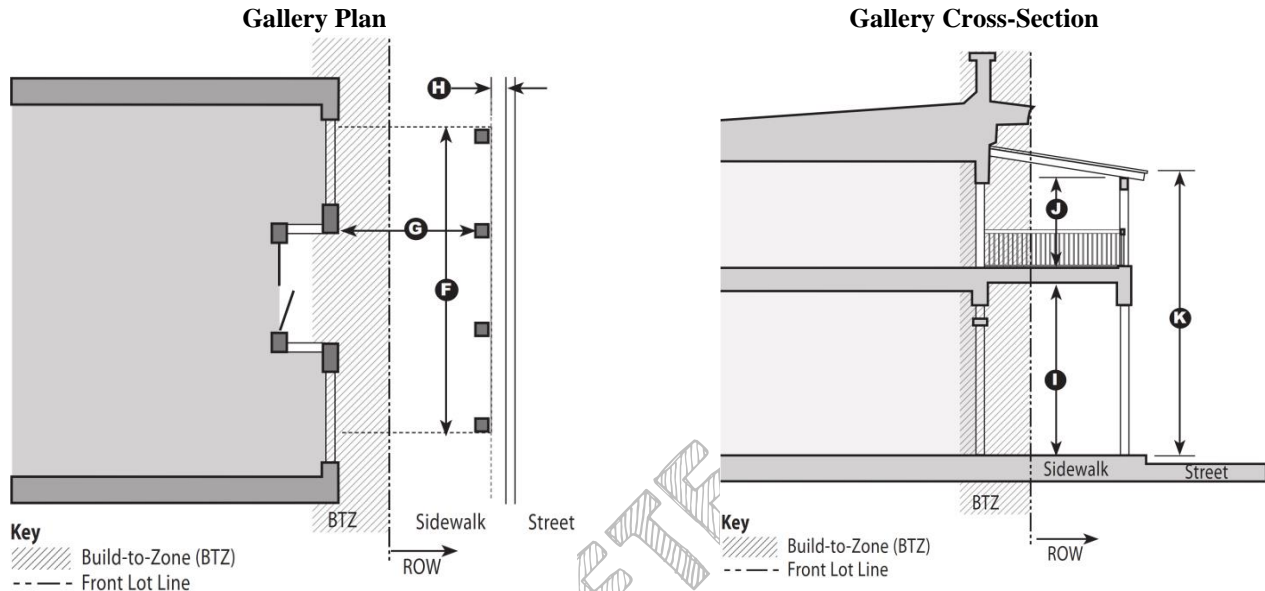 Gallery Plan
H
G
F
BTZ
Sidewalk
Street
ROW
Key
Build-to-Zone (BTZ)
Front Lot Line
Gallery Cross-Section
J
K
I
Sidewalk
Street
BTZ
ROW
Key
Build-to-Zone (BTZ)
Front Lot Line